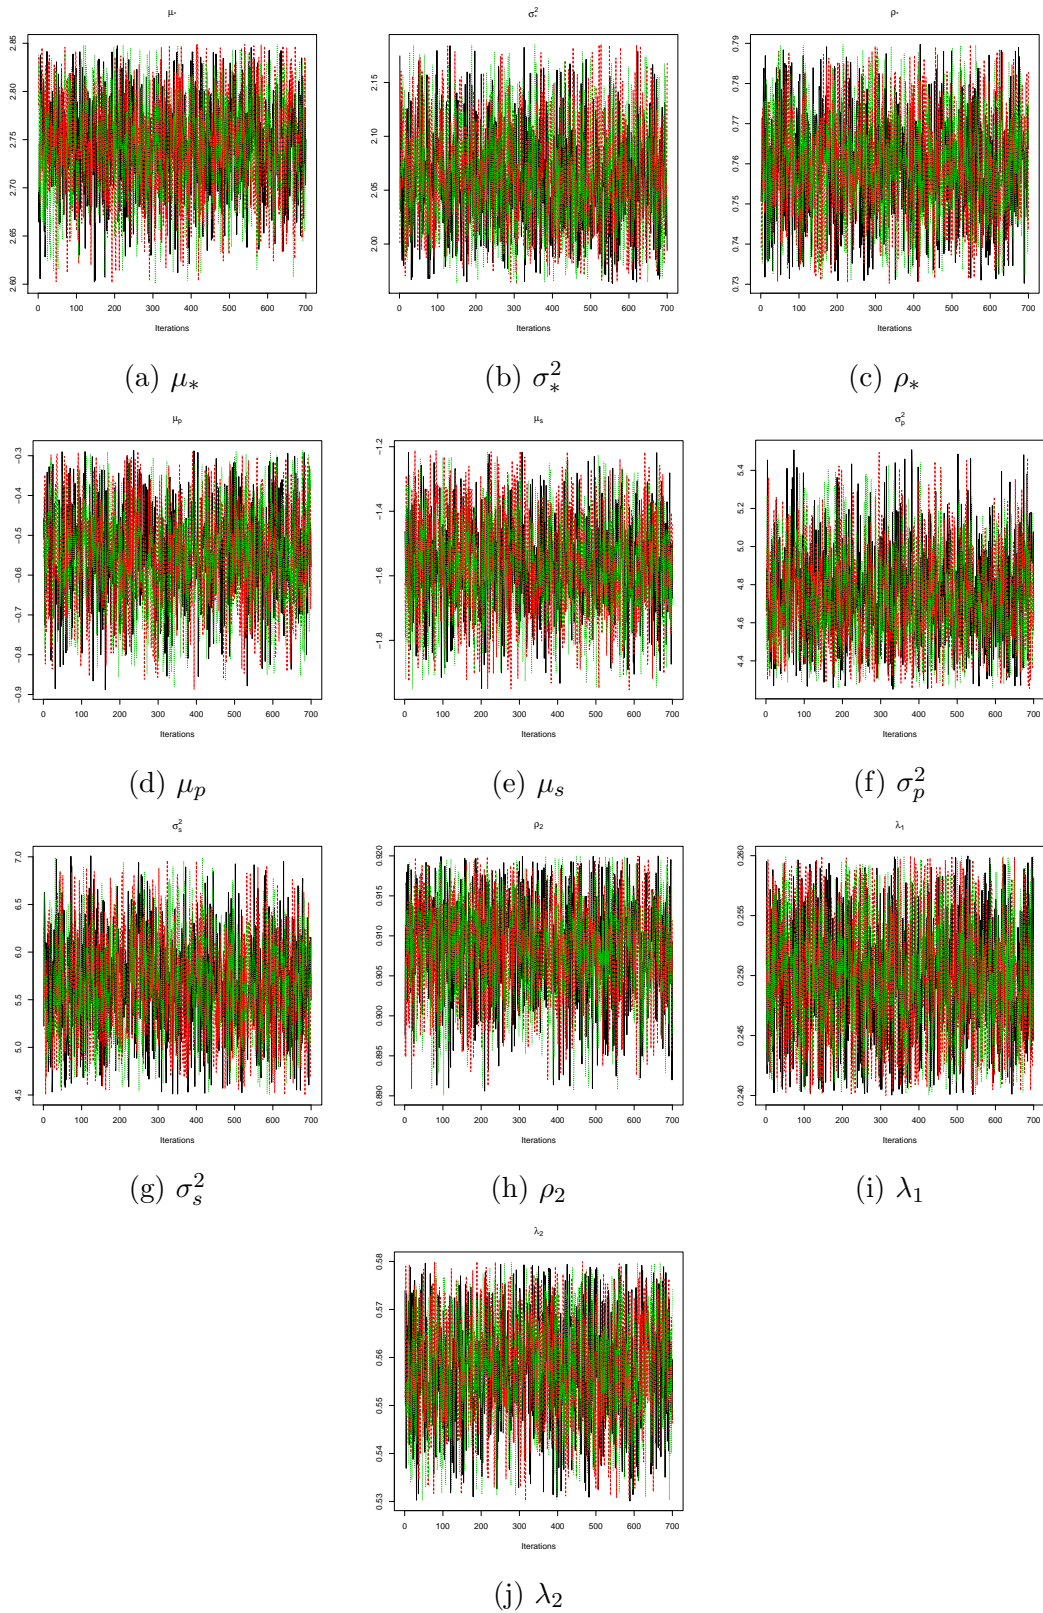 μ* σ*² ρ*
2.60 2.65 2.70 2.75 2.80 2.85
0 100 200 300 400 500 600 700
Iterations
2.00 2.05 2.10 2.15
0 100 200 300 400 500 600 700
Iterations
0.73 0.74 0.75 0.76 0.77 0.78 0.79
0 100 200 300 400 500 600 700
Iterations
(a) μ* (b) σ*² (c) ρ*
μp μs σp²
−0.9 −0.8 −0.7 −0.6 −0.5 −0.4 −0.3
0 100 200 300 400 500 600 700
Iterations
−1.8 −1.6 −1.4 −1.2
0 100 200 300 400 500 600 700
Iterations
4.4 4.6 4.8 5.0 5.2 5.4
0 100 200 300 400 500 600 700
Iterations
(d) μp (e) μs (f) σp²
σs² ρ2 λ1
4.5 5.0 5.5 6.0 6.5 7.0
0 100 200 300 400 500 600 700
Iterations
0.890 0.895 0.900 0.905 0.910 0.915 0.920
0 100 200 300 400 500 600 700
Iterations
0.240 0.245 0.250 0.255 0.260
0 100 200 300 400 500 600 700
Iterations
(g) σs² (h) ρ2 (i) λ1
λ2
0.53 0.54 0.55 0.56 0.57 0.58
0 100 200 300 400 500 600 700
Iterations
(j) λ2